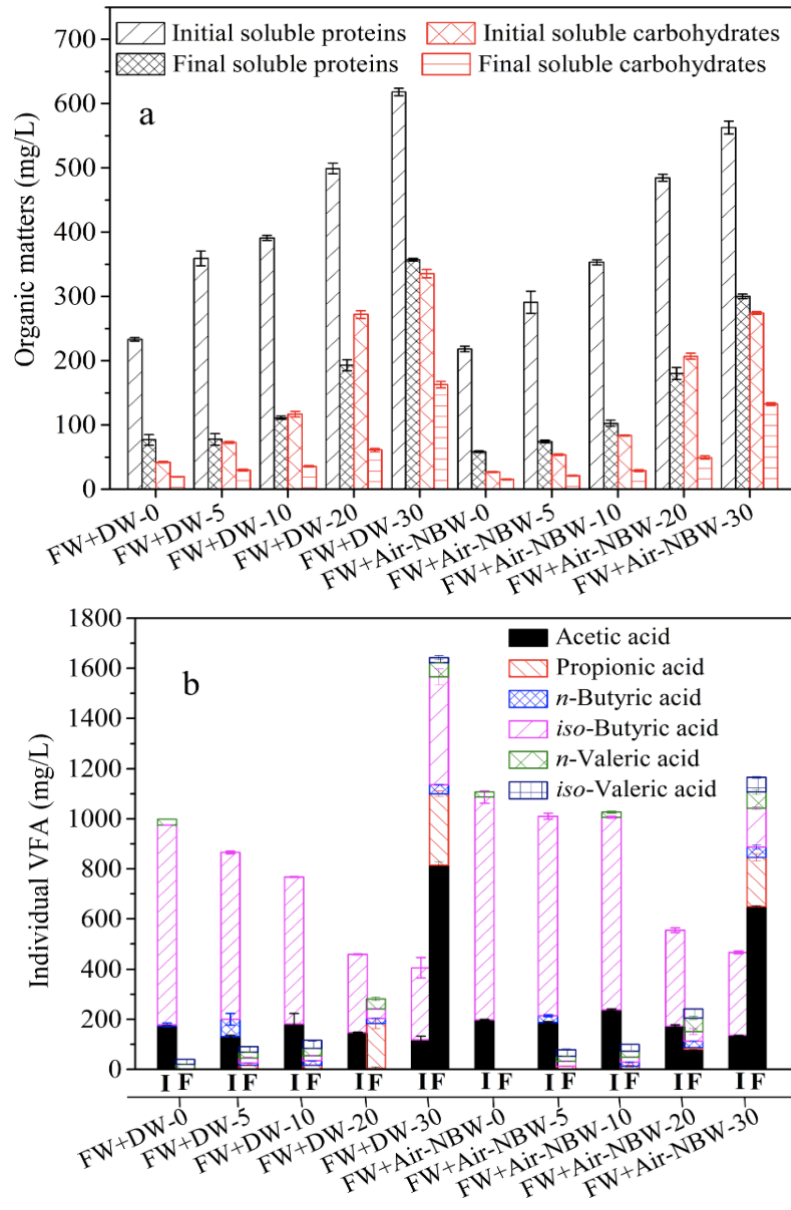 700
600
500
400
300
200
100
0
Organic matters (mg/L)
Initial soluble proteins
Initial soluble carbohydrates
Final soluble proteins
Final soluble carbohydrates
a
FW+DW-0
FW+DW-5
FW+DW-10
FW+DW-20
FW+DW-30
FW+Air-NBW-0
FW+Air-NBW-5
FW+Air-NBW-10
FW+Air-NBW-20
FW+Air-NBW-30
1800
1600
1400
1200
1000
800
600
400
200
0
Individual VFA (mg/L)
b
Acetic acid
Propionic acid
n-Butyric acid
iso-Butyric acid
n-Valeric acid
iso-Valeric acid
I F I F I F I F I F I F I F I F I F I F
FW+DW-0
FW+DW-5
FW+DW-10
FW+DW-20
FW+DW-30
FW+Air-NBW-0
FW+Air-NBW-5
FW+Air-NBW-10
FW+Air-NBW-20
FW+Air-NBW-30